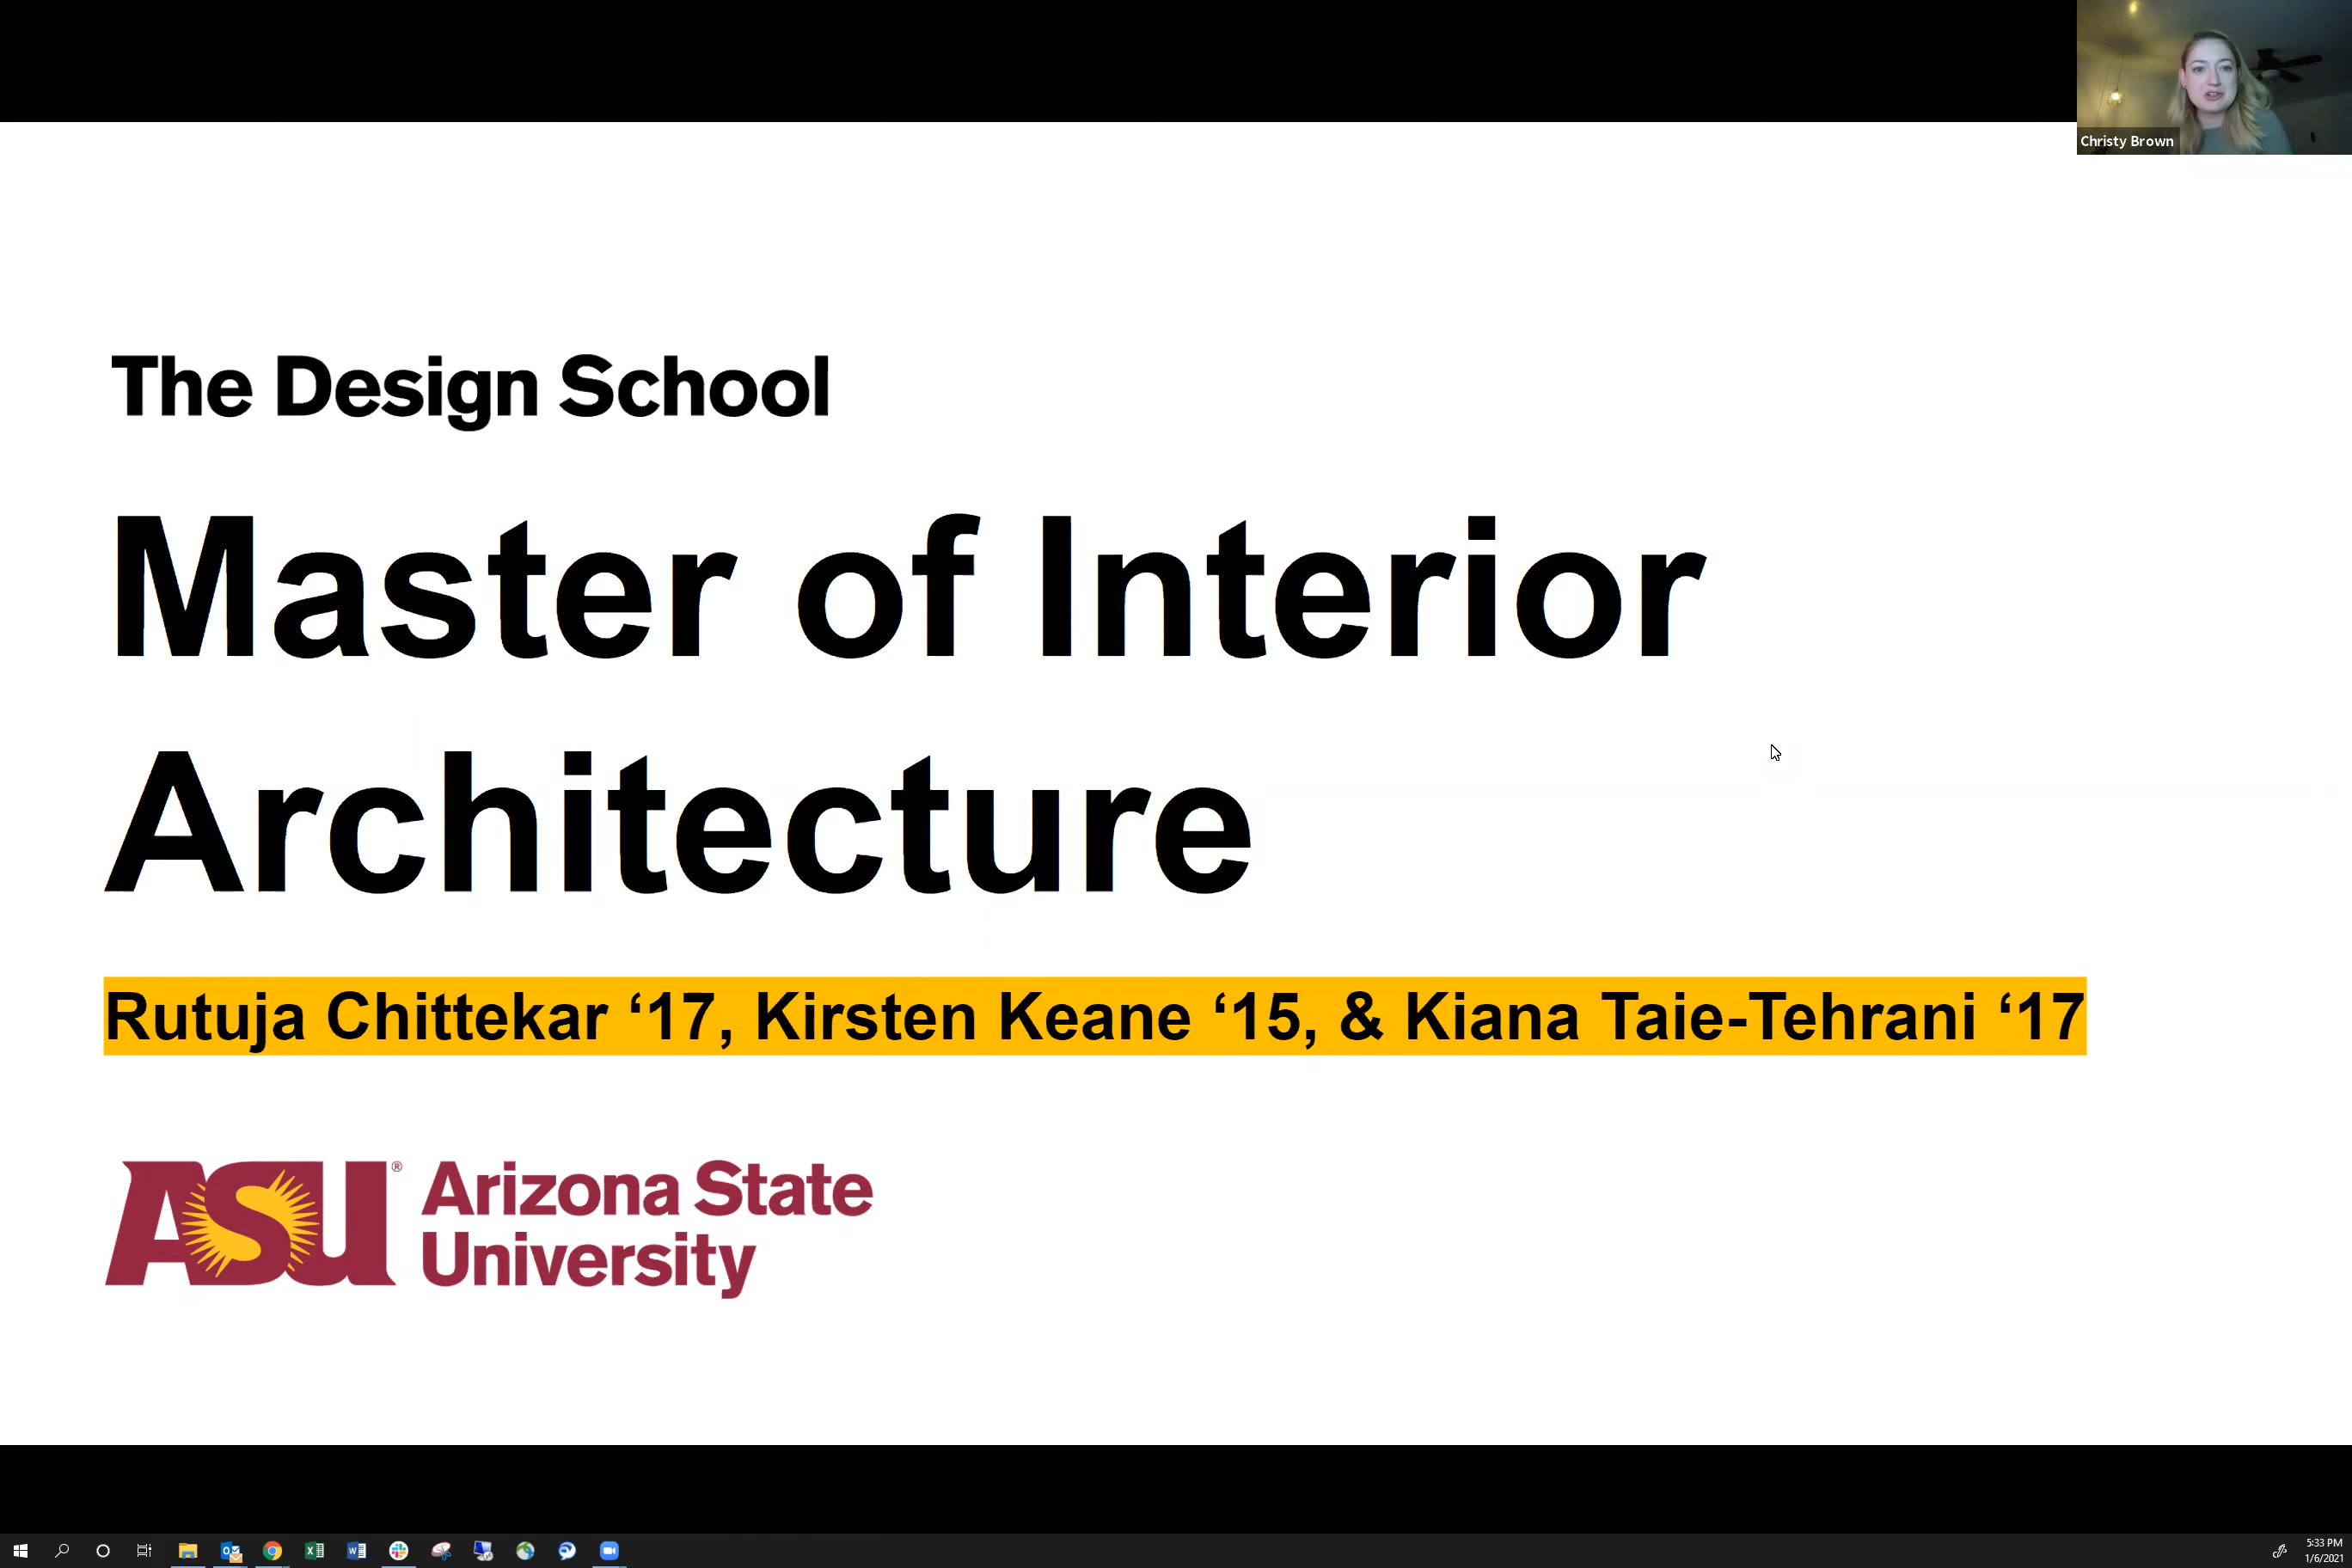 Christy Brown
The Design School
Master of Interior
Architecture
Rutuja Chittekar ‘17, Kirsten Keane ‘15, & Kiana Taie-Tehrani ‘17
ASU® Arizona State
University
5:33 PM
1/6/2021